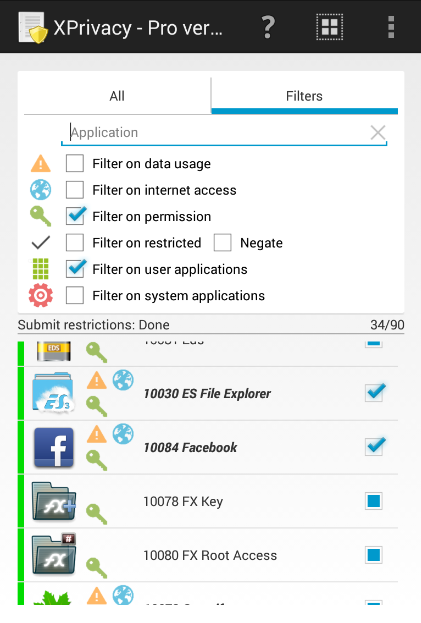 XPrivacy - Pro ver...
All
Filters
Application
Filter on data usage
Filter on internet access
Filter on permission
Filter on restricted
Negate
Filter on user applications
Filter on system applications
Submit restrictions: Done
34/90
10030 ES File Explorer
10084 Facebook
10078 FX Key
10080 FX Root Access